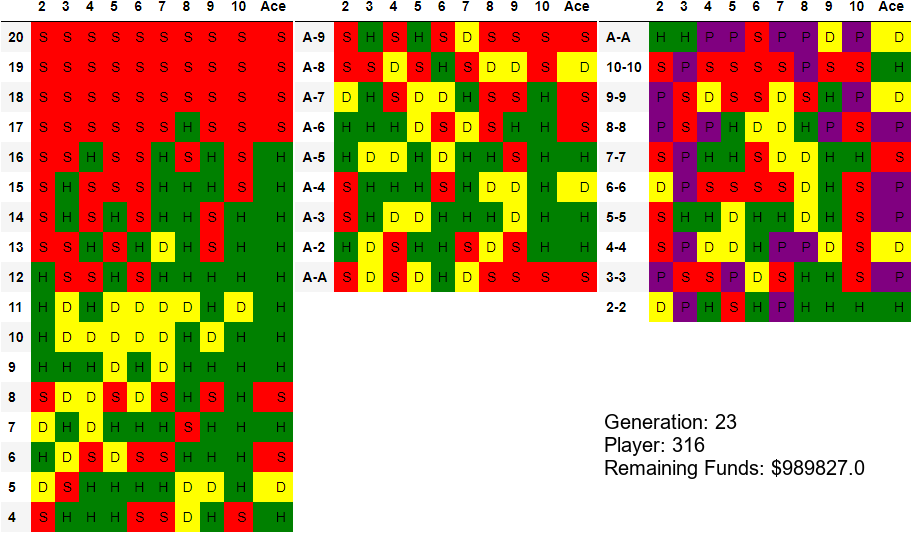 2 3 4 5 6 7 8 9 10 Ace
20 S S S S S S S S S S
19 S S S S S S S S S S
18 S S S S S S S S S S
17 S S S S S S H S S S
16 S S H S S H S H S H
15 S H S S S H H H S H
14 S H S H S H H S H H
13 S S H S H D H S H H
12 H S S H S H H H H H
11 H D H D D D D H D H
10 H D D D D D H D H H
9 H H H D H D H H H H
8 S D D S D S H S H S
7 D H D H H H S H H H
6 H D S D S S H H H S
5 D S H H H H D D H D
4 S H H H S S D H S H
2 3 4 5 6 7 8 9 10 Ace
A-9 S H S H S D S S S S
A-8 S S D S H S D D S D
A-7 D H S D D H S S H S
A-6 H H H D S D S H H S
A-5 H D D H D H H S H H
A-4 S H H H S H D D H D
A-3 S H D D H H H D H H
A-2 H D S H H S D S H H
A-A S D S D H D S S S S
2 3 4 5 6 7 8 9 10 Ace
A-A H H P P S P P D P D
10-10 S P S S S S P S S H
9-9 P S D S S D S H P D
8-8 P S P H D D H P S P
7-7 S P H H S D D H H S
6-6 D P S S S S D H S P
5-5 S H H D H H D H S P
4-4 S P D D H P P D S D
3-3 P S S P D S H H S P
2-2 D P H S H P H H H H
Generation: 23
Player: 316
Remaining Funds: $989827.0